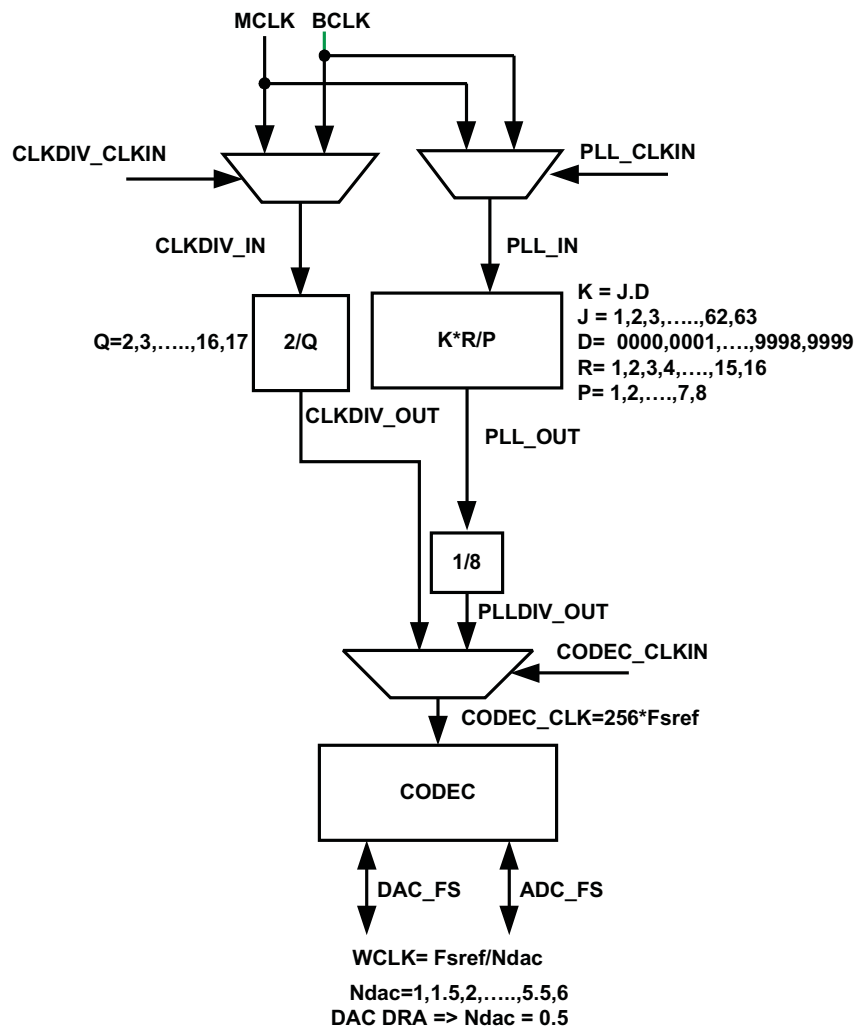 MCLK BCLK
CLKDIV_CLKIN
PLL_CLKIN
CLKDIV_IN
PLL_IN
Q=2,3,…..,16,17
2/Q
K*R/P
K = J.D
J = 1,2,3,…..,62,63
D= 0000,0001,….,9998,9999
R= 1,2,3,4,….,15,16
P= 1,2,….,7,8
CLKDIV_OUT
PLL_OUT
1/8
PLLDIV_OUT
CODEC_CLKIN
CODEC_CLK=256*Fsref
CODEC
DAC_FS
ADC_FS
WCLK= Fsref/Ndac
Ndac=1,1.5,2,…..,5.5,6
DAC DRA => Ndac = 0.5